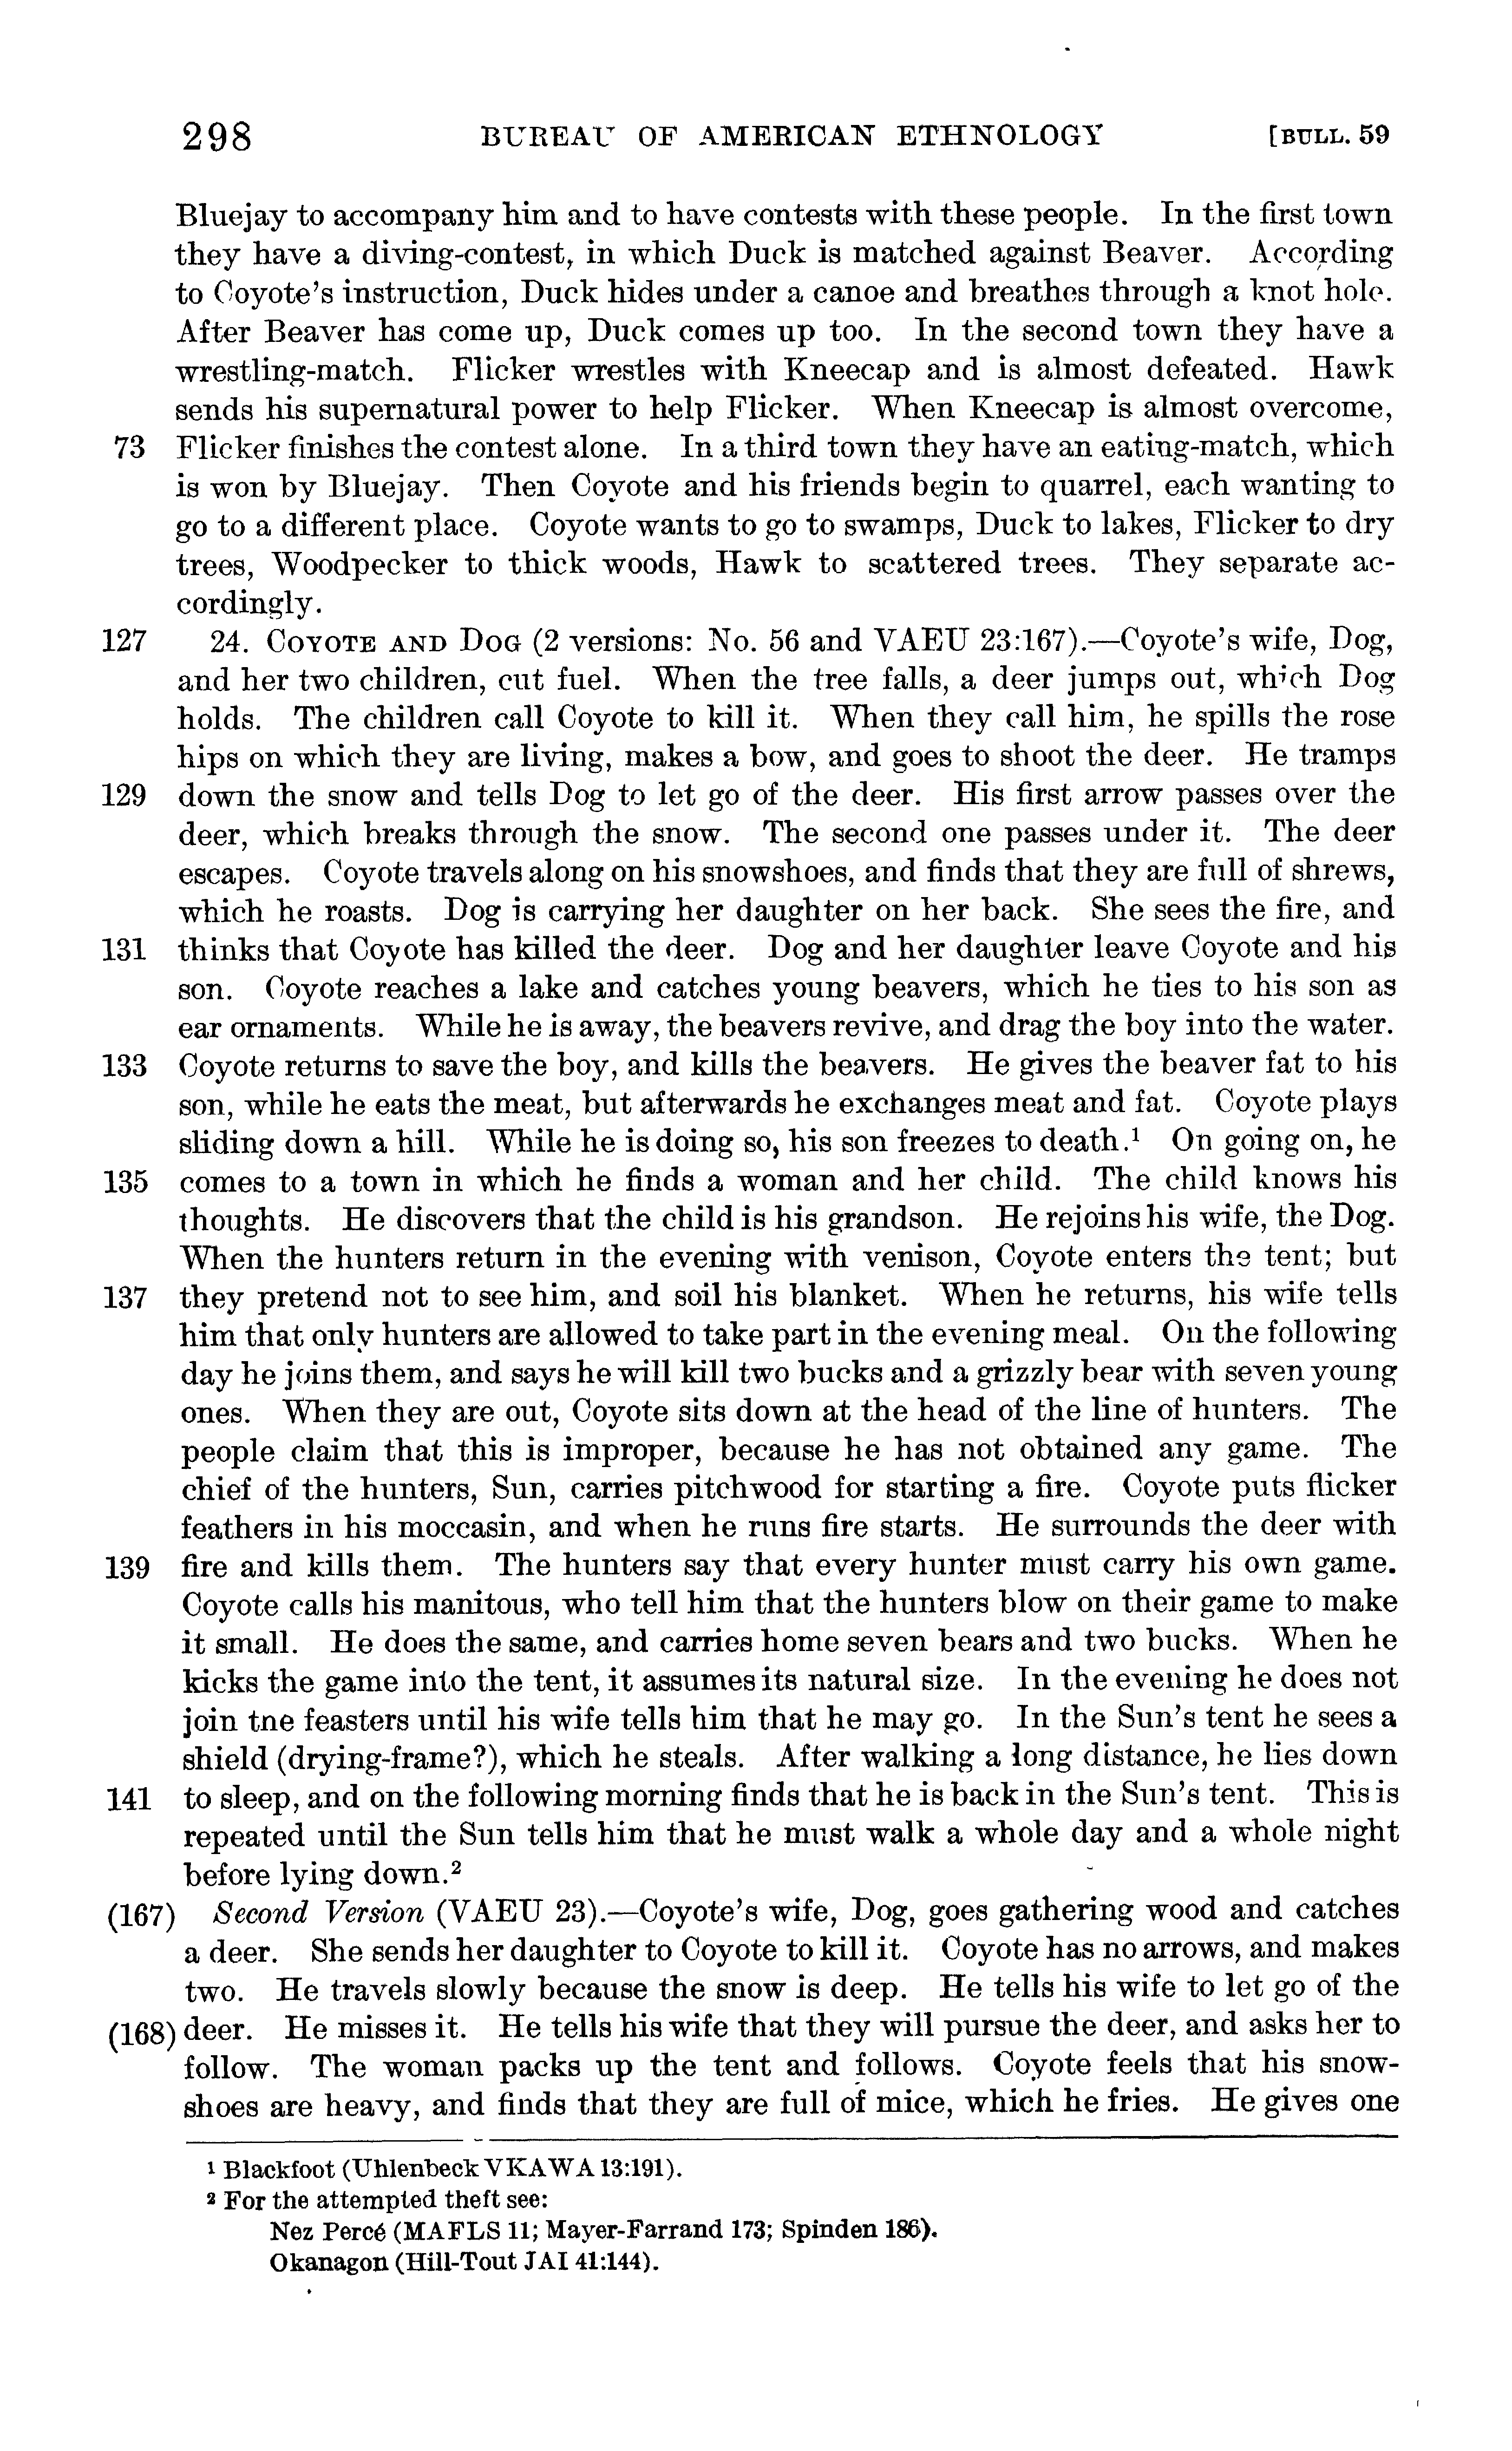 298 BUREAU OF AMERICAN ETHNOLOGY [BULL. 59
Bluejay to accompany him and to have contests with these people. In the first town
they have a diving-contest, in which Duck is matched against Beaver. According
to Coyote's instruction, Duck hides under a canoe and breathes through a knot hole.
After Beaver has come up, Duck comes up too. In the second town they have a
wrestling-match. Flicker wrestles with Kneecap and is almost defeated. Hawk
sends his supernatural power to help Flicker. When Kneecap is almost overcome,
73 Flicker finishes the contest alone. In a third town they have an eating-match, which
is won by Bluejay. Then Coyote and his friends begin to quarrel, each wanting to
go to a different place. Coyote wants to go to swamps, Duck to lakes, Flicker to dry
trees, Woodpecker to thick woods, Hawk to scattered trees. They separate ac-
cordingly.
127 24. COYOTE AND DOG (2 versions: No. 56 and VAEU 23:167).—Coyote's wife, Dog,
and her two children, cut fuel. When the tree falls, a deer jumps out, which Dog
holds. The children call Coyote to kill it. When they call him, he spills the rose
hips on which they are living, makes a bow, and goes to shoot the deer. He tramps
129 down the snow and tells Dog to let go of the deer. His first arrow passes over the
deer, which breaks through the snow. The second one passes under it. The deer
escapes. Coyote travels along on his snowshoes, and finds that they are full of shrews,
which he roasts. Dog is carrying her daughter on her back. She sees the fire, and
131 thinks that Coyote has killed the deer. Dog and her daughter leave Coyote and his
son. Coyote reaches a lake and catches young beavers, which he ties to his son as
ear ornaments. While he is away, the beavers revive, and drag the boy into the water.
133 Coyote returns to save the boy, and kills the beavers. He gives the beaver fat to his
son, while he eats the meat, but afterwards he exchanges meat and fat. Coyote plays
sliding down a hill. While he is doing so, his son freezes to death.¹ On going on, he
135 comes to a town in which he finds a woman and her child. The child knows his
thoughts. He discovers that the child is his grandson. He rejoins his wife, the Dog.
When the hunters return in the evening with venison, Coyote enters the tent; but
137 they pretend not to see him, and soil his blanket. When he returns, his wife tells
him that only hunters are allowed to take part in the evening meal. On the following
day he joins them, and says he will kill two bucks and a grizzly bear with seven young
ones. When they are out, Coyote sits down at the head of the line of hunters. The
people claim that this is improper, because he has not obtained any game. The
chief of the hunters, Sun, carries pitchwood for starting a fire. Coyote puts flicker
feathers in his moccasin, and when he runs fire starts. He surrounds the deer with
139 fire and kills them. The hunters say that every hunter must carry his own game.
Coyote calls his manitous, who tell him that the hunters blow on their game to make
it small. He does the same, and carries home seven bears and two bucks. When he
kicks the game into the tent, it assumes its natural size. In the evening he does not
join tne feasters until his wife tells him that he may go. In the Sun's tent he sees a
shield (drying-frame?), which he steals. After walking a long distance, he lies down
141 to sleep, and on the following morning finds that he is back in the Sun's tent. This is
repeated until the Sun tells him that he must walk a whole day and a whole night
before lying down.²
(167) Second Version (VAEU 23).—Coyote's wife, Dog, goes gathering wood and catches
a deer. She sends her daughter to Coyote to kill it. Coyote has no arrows, and makes
two. He travels slowly because the snow is deep. He tells his wife to let go of the
(168) deer. He misses it. He tells his wife that they will pursue the deer, and asks her to
follow. The woman packs up the tent and follows. Coyote feels that his snow-
shoes are heavy, and finds that they are full of mice, which he fries. He gives one
¹ Blackfoot (Uhlenbeck VKAWA 13:191).
² For the attempted theft see:
Nez Percé (MAFLS 11; Mayer-Farrand 173; Spinden 186).
Okanagon (Hill-Tout JAI 41:144).